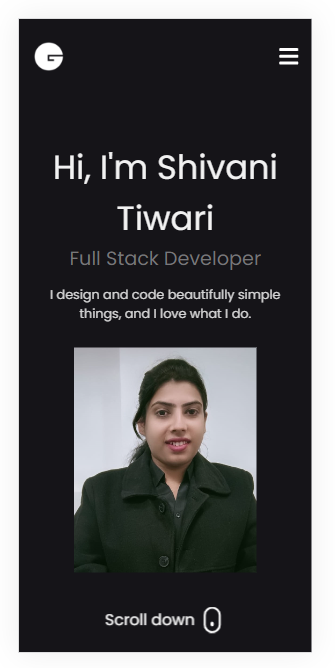 G
Hi, I'm Shivani
Tiwari
Full Stack Developer
I design and code beautifully simple
things, and I love what I do.
Scroll down